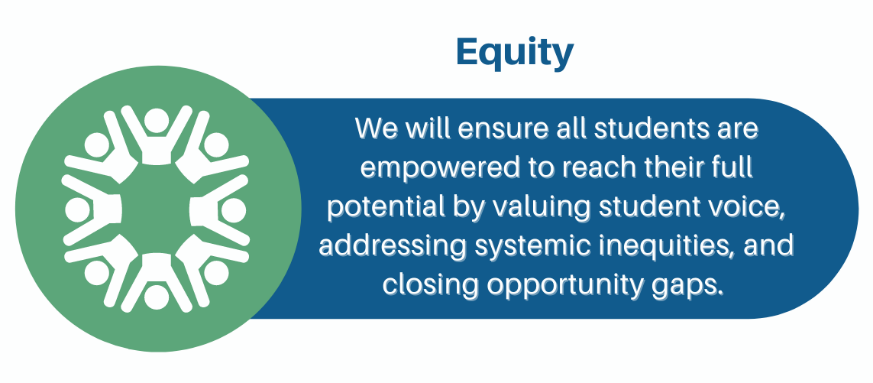 Equity
We will ensure all students are
empowered to reach their full
potential by valuing student voice,
addressing systemic inequities, and
closing opportunity gaps.